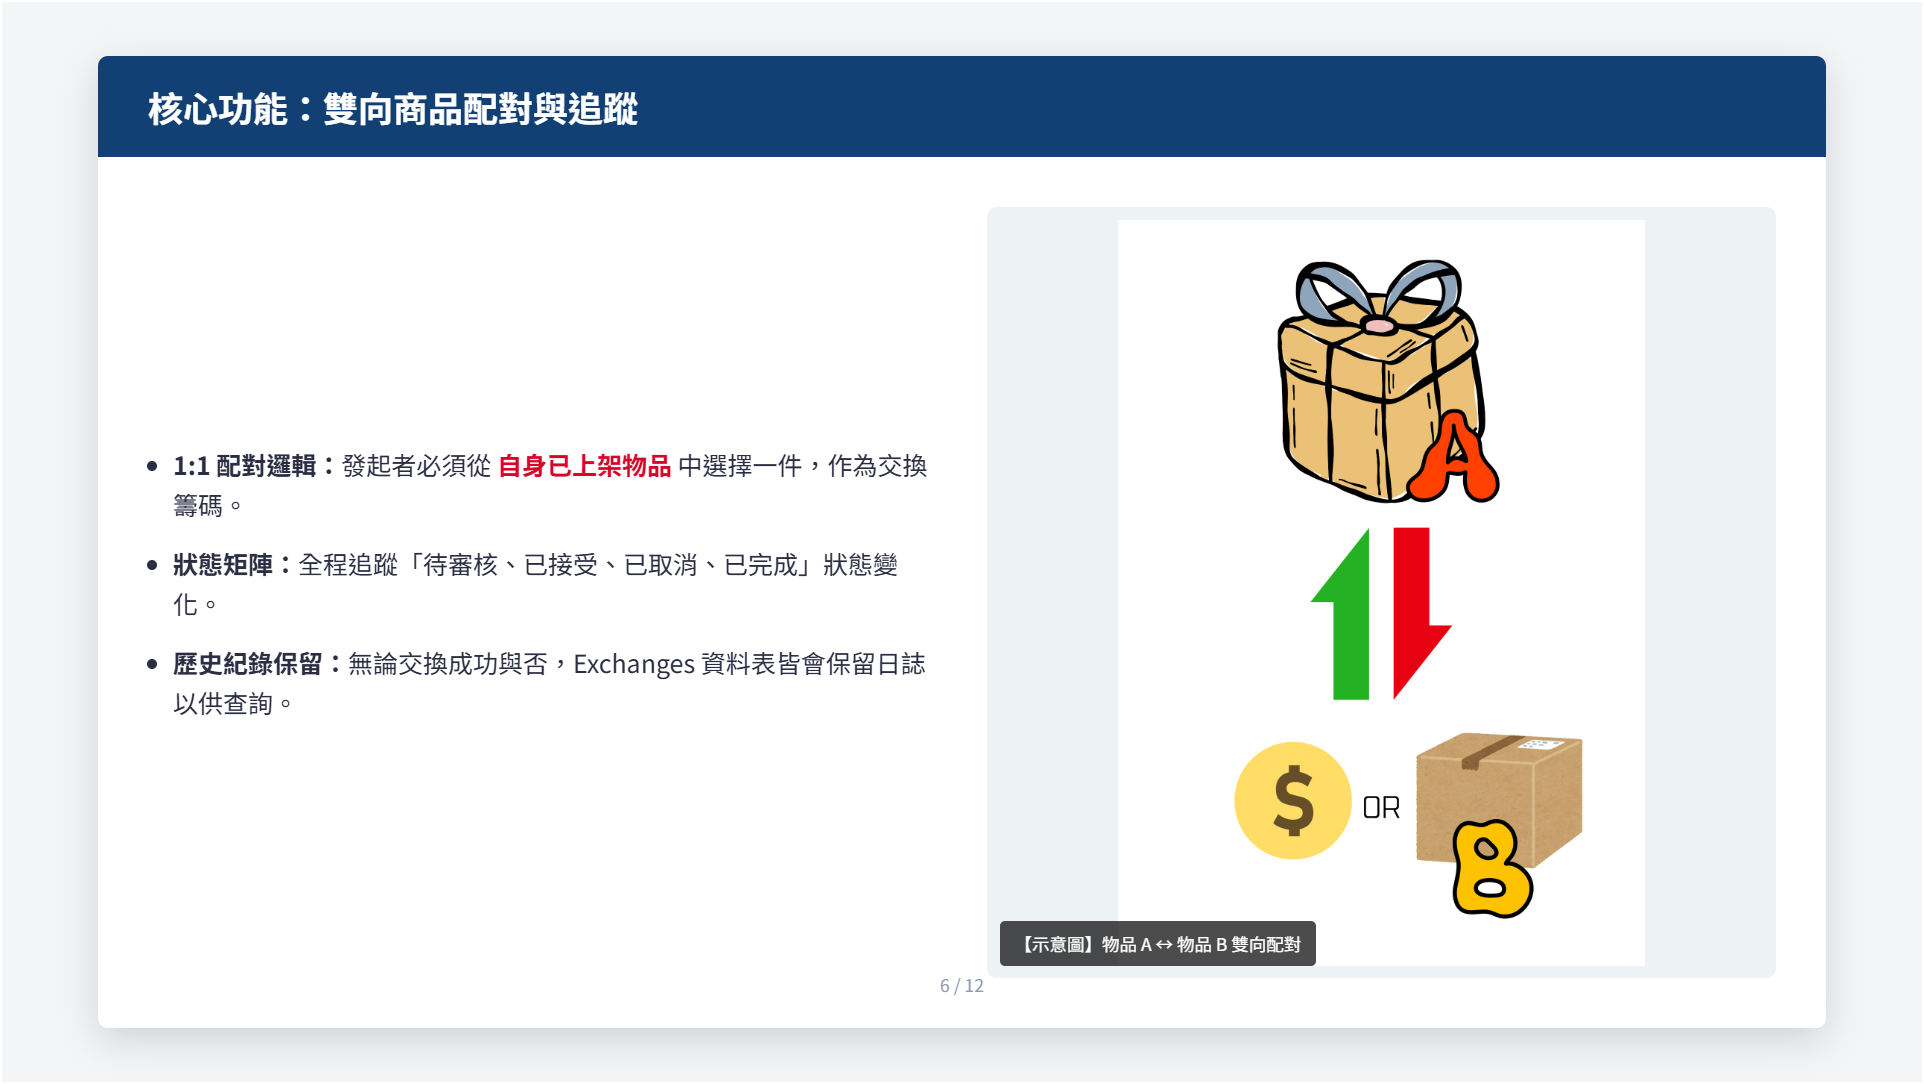 核心功能：雙向商品配對與追蹤
1:1 配對邏輯：發起者必須從 自身已上架物品 中選擇一件，作為交換
籌碼。
狀態矩陣：全程追蹤「待審核、已接受、已取消、已完成」狀態變
化。
歷史紀錄保留：無論交換成功與否，Exchanges 資料表皆會保留日誌
以供查詢。
A
$ OR
B
【示意圖】物品 A ↔ 物品 B 雙向配對
6 / 12